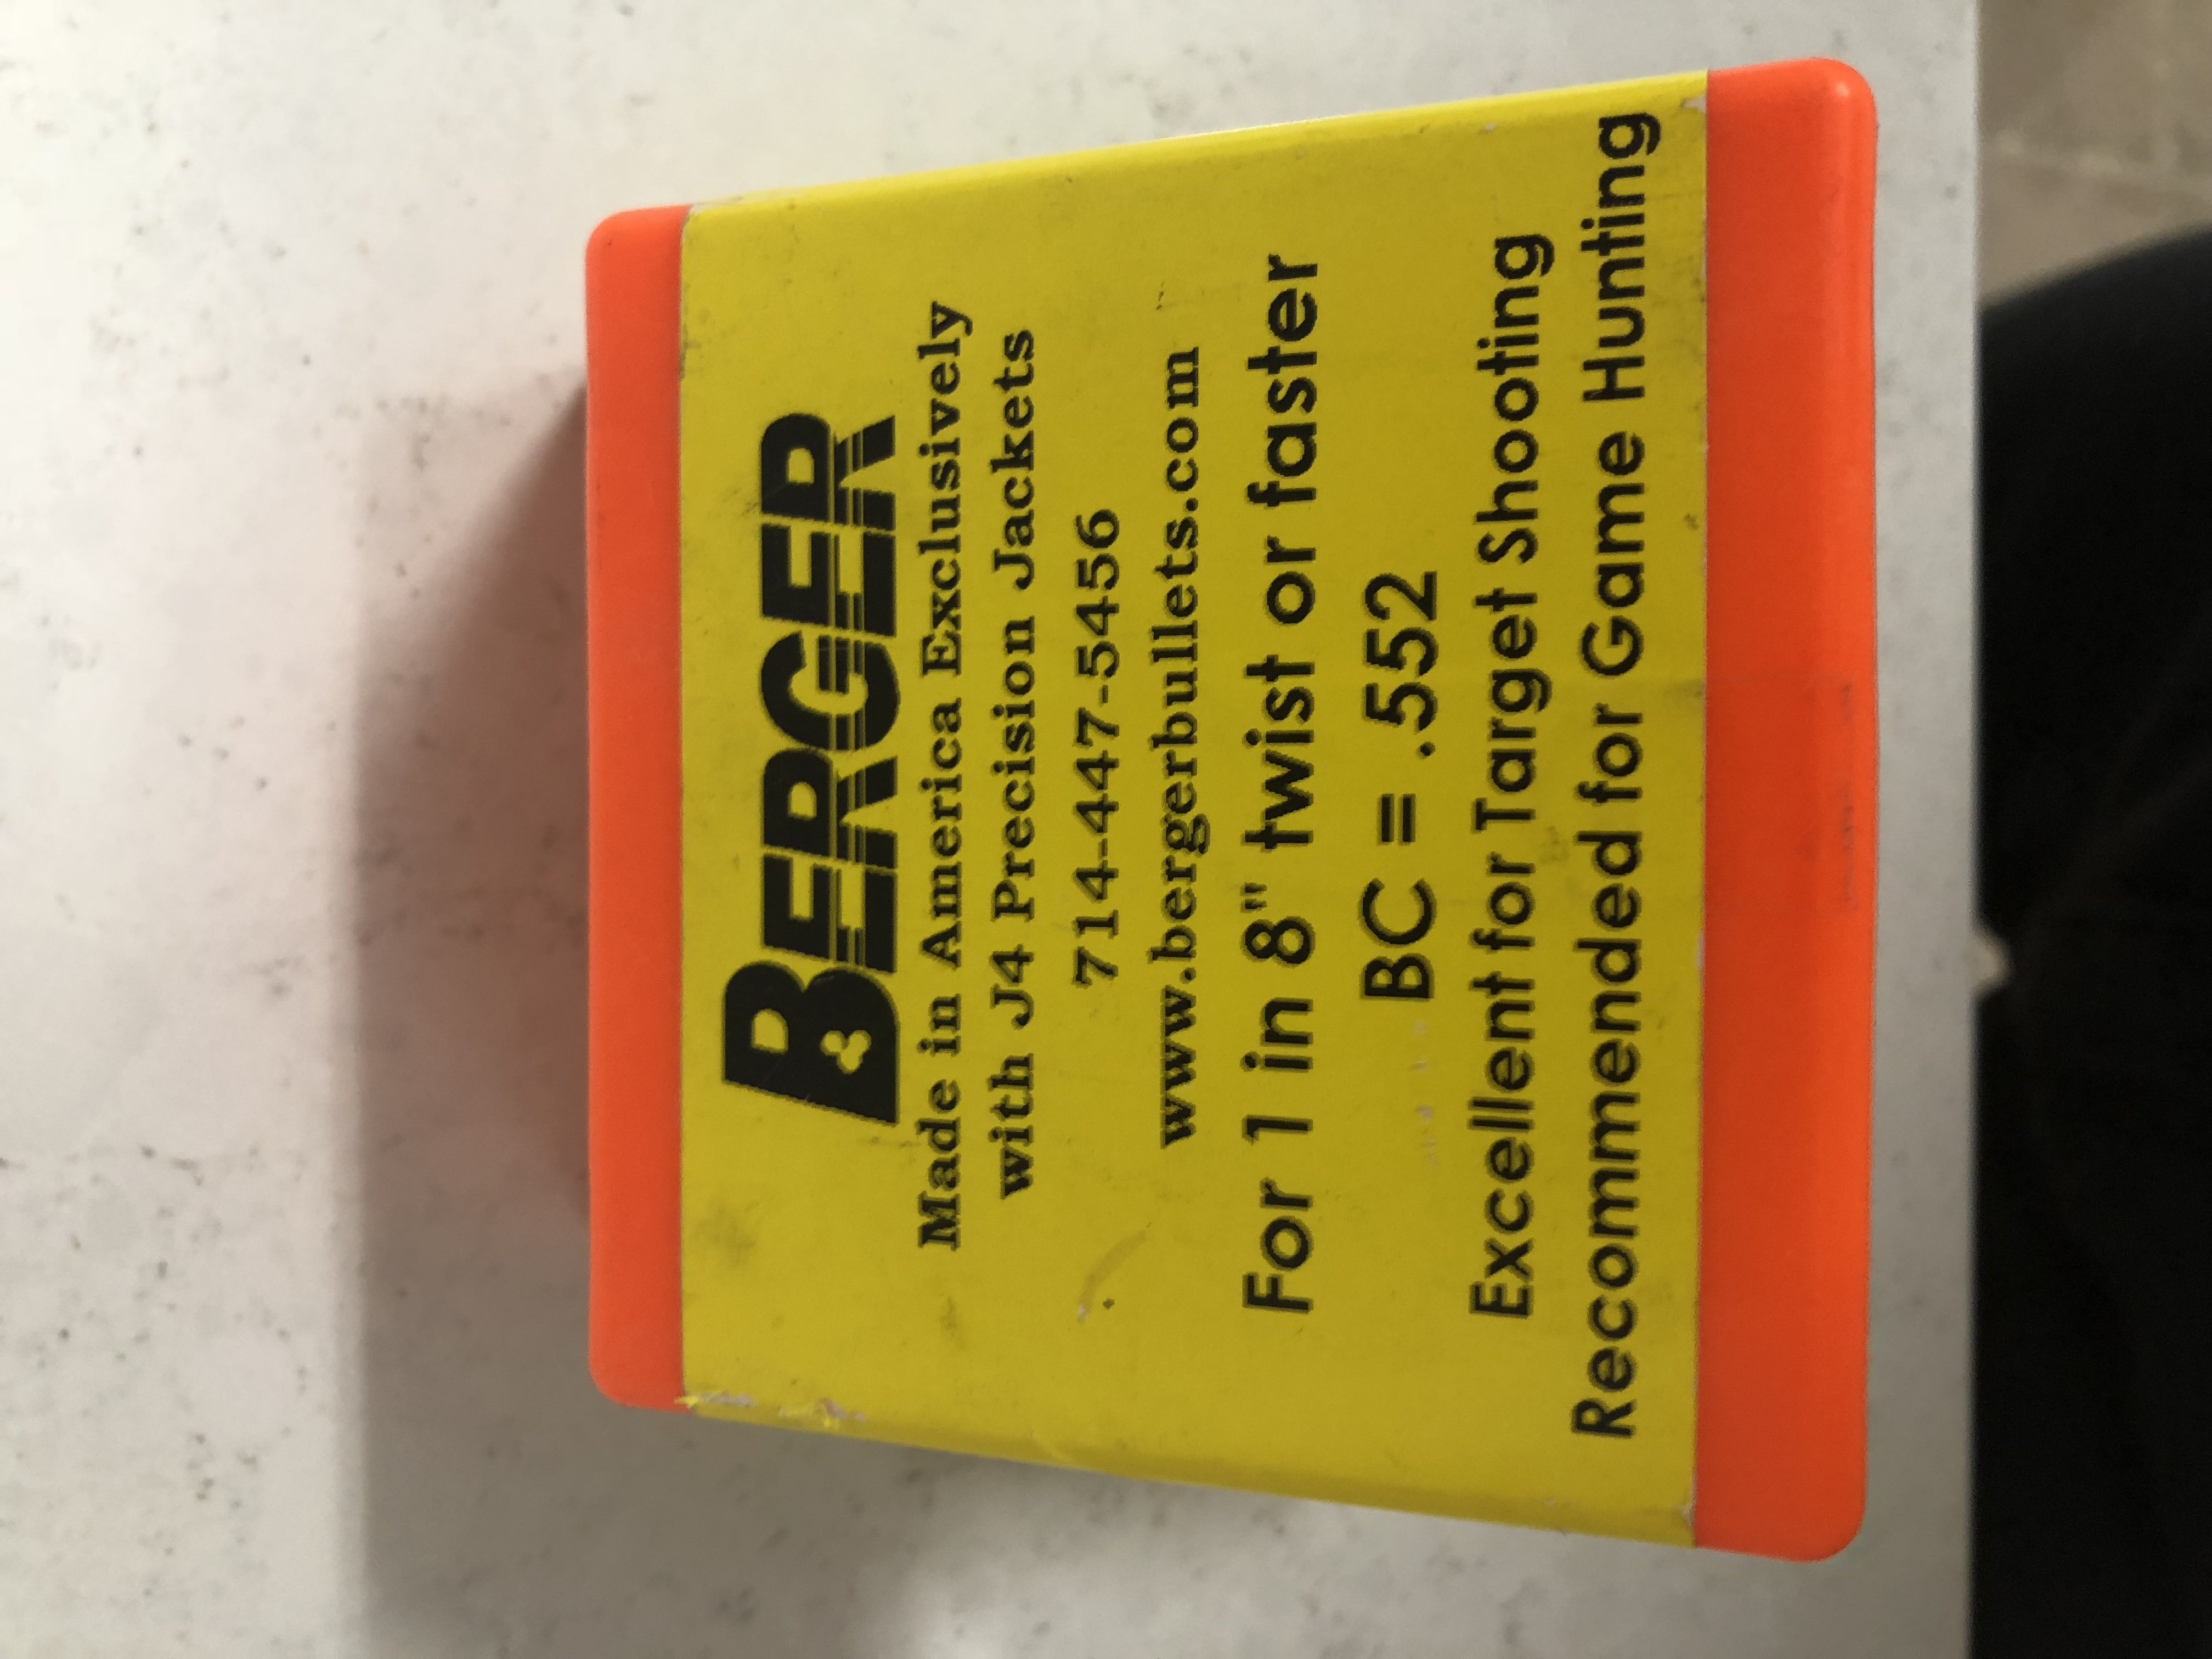 BERGER
Made in America Exclusively
with J4 Precision Jackets
714-447-5456
www.bergerbullets.com
For 1 in 8" twist or faster
BC = .552
Excellent for Target Shooting
Recommended for Game Hunting